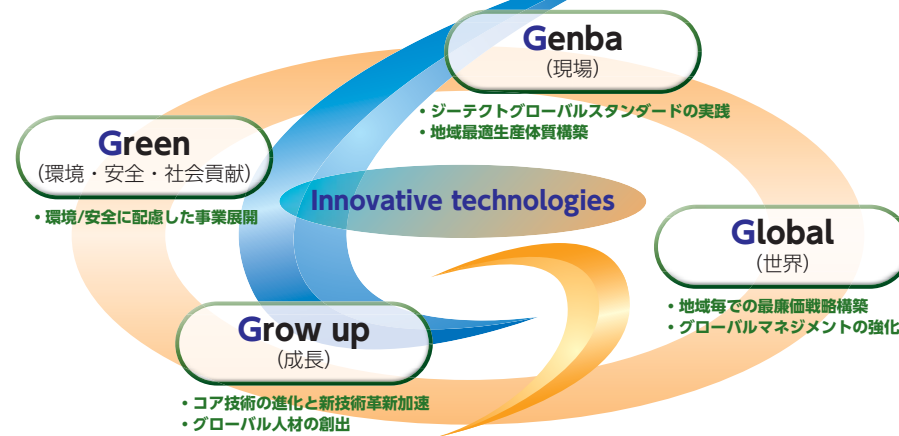 Genba
(現場)
・ジーテクトグローバルスタンダードの実践
・地域最適生産体質構築
Green
(環境・安全・社会貢献)
・環境/安全に配慮した事業展開
Innovative technologies
Global
(世界)
・地域毎での最廉価戦略構築
・グローバルマネジメントの強化
Grow up
(成長)
・コア技術の進化と新技術革新加速
・グローバル人材の創出